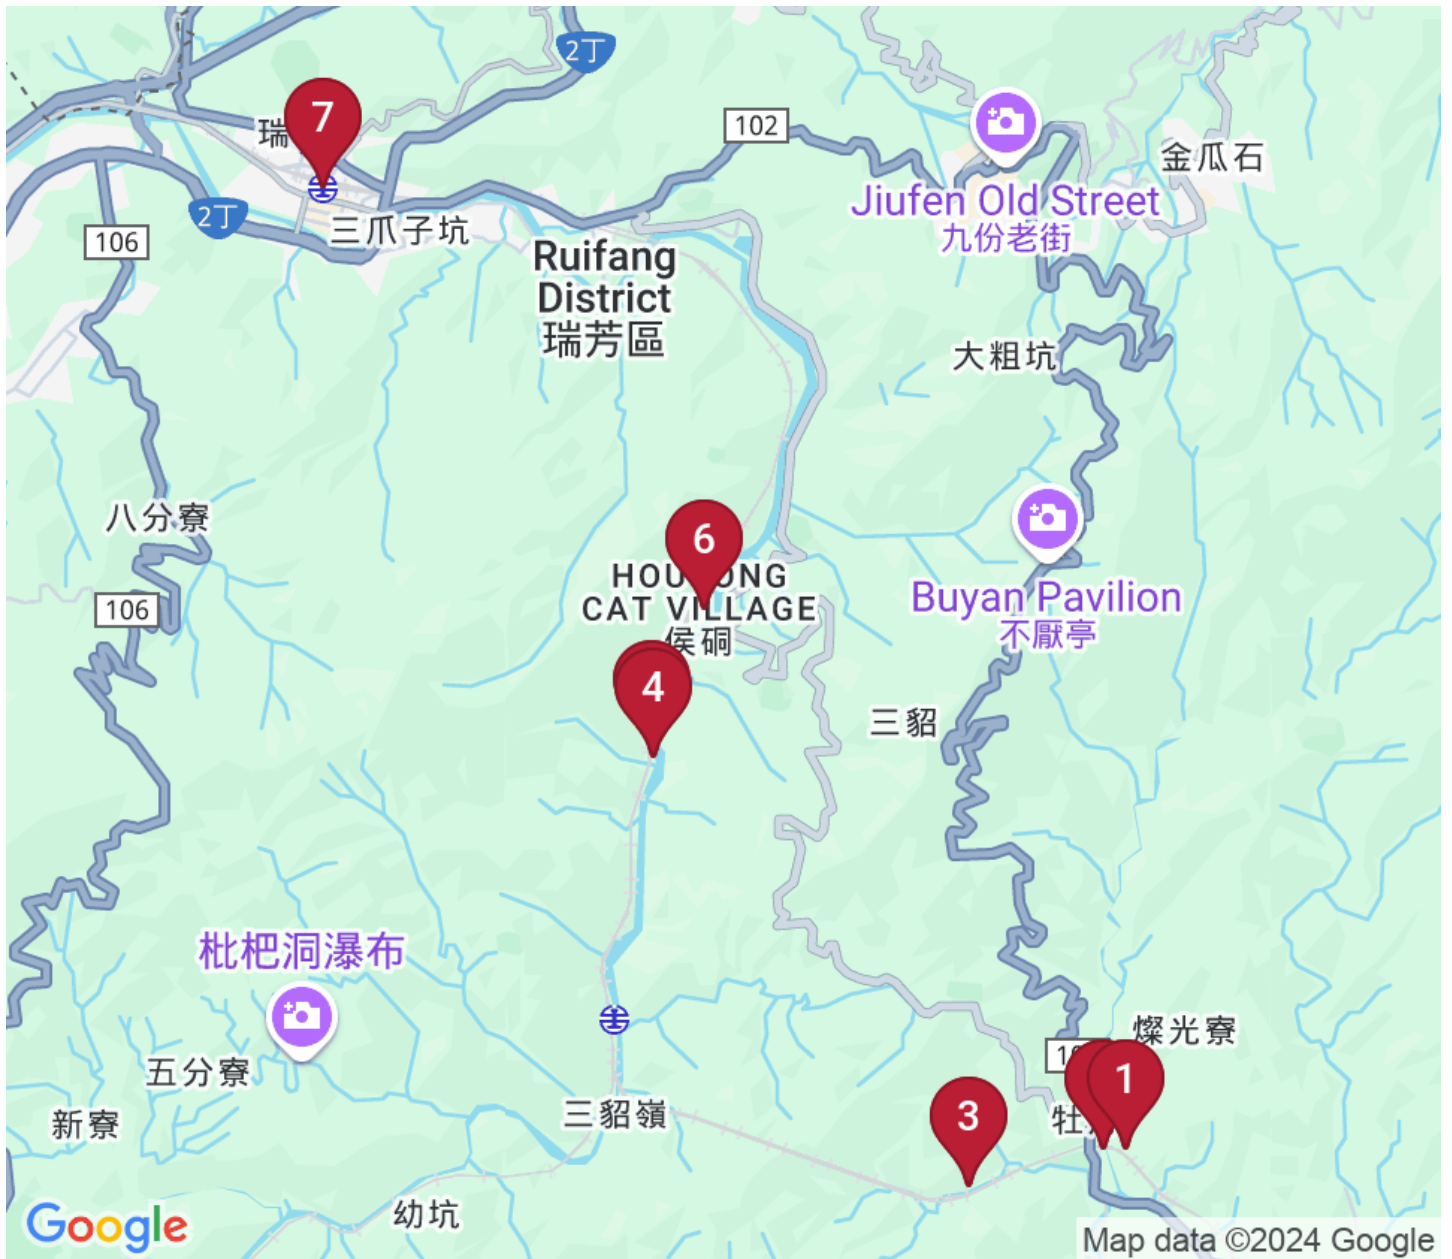 2丁
7
瑞
102
金瓜石
2丁
三爪子坑
106
Jiufen Old Street
九份老街
Ruifang
District
瑞芳區
大粗坑
八分寮
6
CAT VILLAGE
侯硐
Buyan Pavilion
不厭亭
106
4
三貂
枇杷洞瀑布
五分寮
燦光寮
1
新寮
三貂嶺
3
牡
幼坑
Google
Map data ©2024 Google